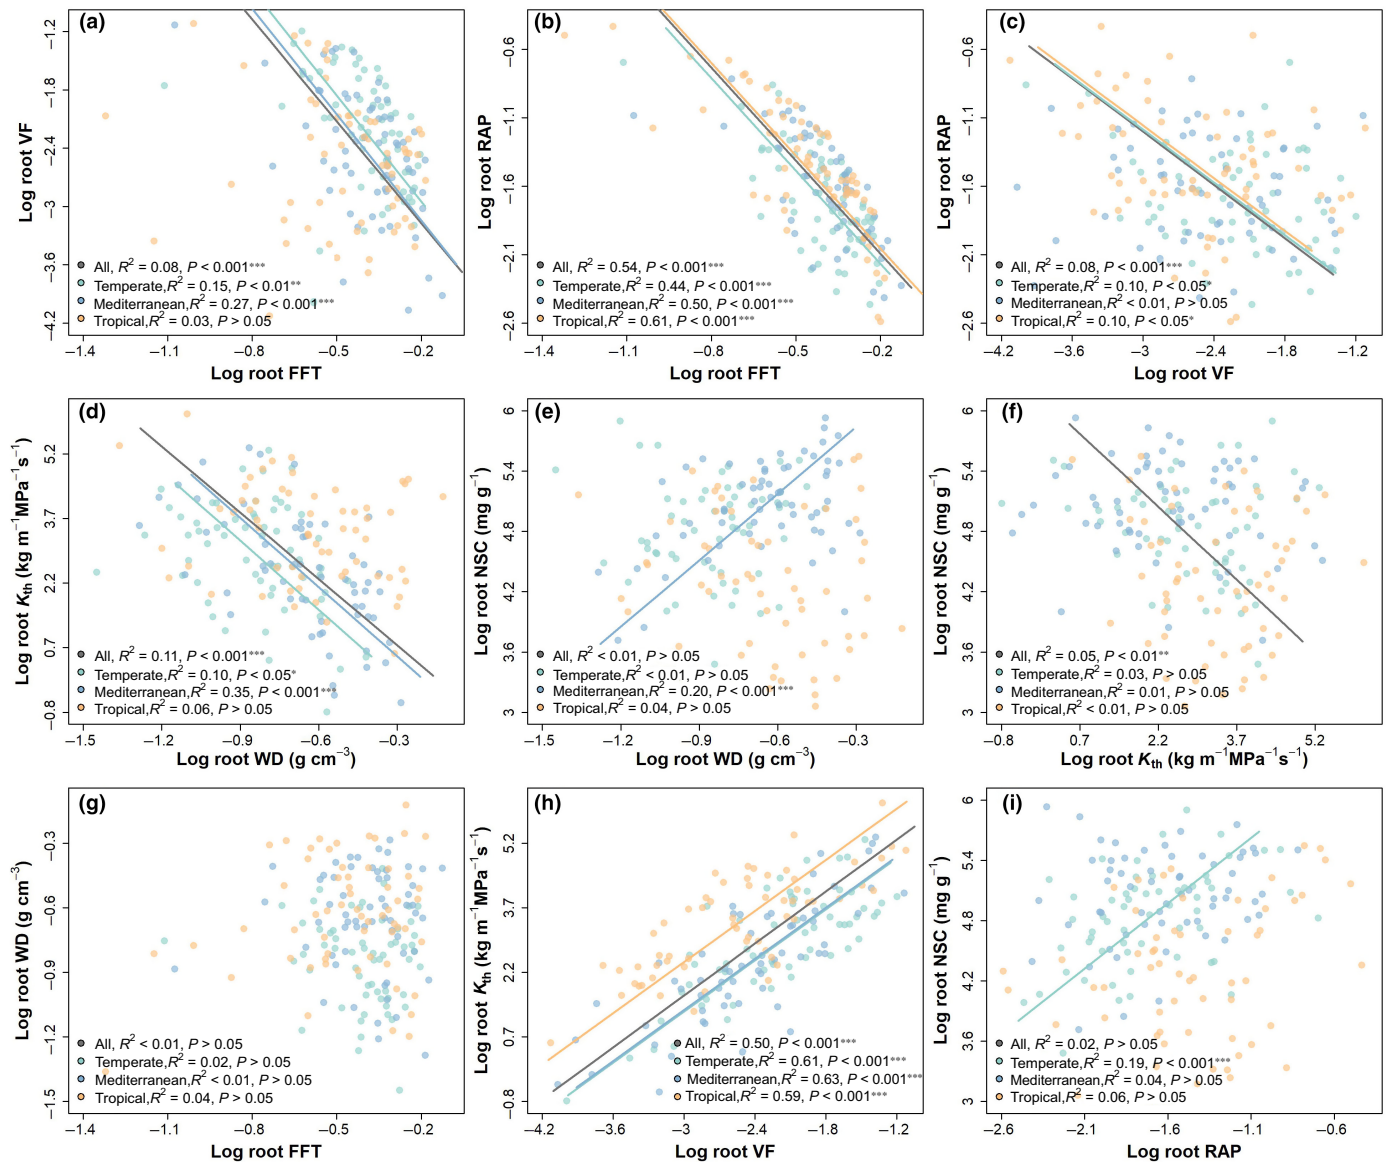 (a)
Log root VF
−1.2
−1.8
−2.4
−3
−3.6
−4.2
All, R² = 0.08, P < 0.001***
Temperate, R² = 0.15, P < 0.01**
Mediterranean, R² = 0.27, P < 0.001***
Tropical, R² = 0.03, P > 0.05
−1.4 −1.1 −0.8 −0.5 −0.2
Log root FFT
(b)
Log root RAP
−0.6
−1.1
−1.6
−2.1
−2.6
All, R² = 0.54, P < 0.001***
Temperate, R² = 0.44, P < 0.001***
Mediterranean, R² = 0.50, P < 0.001***
Tropical, R² = 0.61, P < 0.001***
−1.4 −1.1 −0.8 −0.5 −0.2
Log root FFT
(c)
Log root RAP
−0.6
−1.1
−1.6
−2.1
−2.6
All, R² = 0.08, P < 0.001***
Temperate, R² = 0.10, P < 0.05*
Mediterranean, R² < 0.01, P > 0.05
Tropical, R² = 0.10, P < 0.05*
−4.2 −3.6 −3 −2.4 −1.8 −1.2
Log root VF
(d)
Log root Kth (kg m−1MPa−1s−1)
5.2
3.7
2.2
0.7
−0.8
All, R² = 0.11, P < 0.001***
Temperate, R² = 0.10, P < 0.05*
Mediterranean, R² = 0.35, P < 0.001***
Tropical, R² = 0.06, P > 0.05
−1.5 −1.2 −0.9 −0.6 −0.3
Log root WD (g cm−3)
(e)
Log root NSC (mg g−1)
6
5.4
4.8
4.2
3.6
3
All, R² < 0.01, P > 0.05
Temperate, R² < 0.01, P > 0.05
Mediterranean, R² = 0.20, P < 0.001***
Tropical, R² = 0.04, P > 0.05
−1.5 −1.2 −0.9 −0.6 −0.3
Log root WD (g cm−3)
(f)
Log root NSC (mg g−1)
6
5.4
4.8
4.2
3.6
3
All, R² = 0.05, P < 0.01**
Temperate, R² = 0.03, P > 0.05
Mediterranean, R² = 0.01, P > 0.05
Tropical, R² < 0.01, P > 0.05
−0.8 0.7 2.2 3.7 5.2
Log root Kth (kg m−1MPa−1s−1)
(g)
Log root WD (g cm−3)
−0.3
−0.6
−0.9
−1.2
−1.5
All, R² < 0.01, P > 0.05
Temperate, R² = 0.02, P > 0.05
Mediterranean, R² < 0.01, P > 0.05
Tropical, R² = 0.04, P > 0.05
−1.4 −1.1 −0.8 −0.5 −0.2
Log root FFT
(h)
Log root Kth (kg m−1MPa−1s−1)
5.2
3.7
2.2
0.7
−0.8
All, R² = 0.50, P < 0.001***
Temperate, R² = 0.61, P < 0.001***
Mediterranean, R² = 0.63, P < 0.001***
Tropical, R² = 0.59, P < 0.001***
−4.2 −3.6 −3 −2.4 −1.8 −1.2
Log root VF
(i)
Log root NSC (mg g−1)
6
5.4
4.8
4.2
3.6
3
All, R² = 0.02, P > 0.05
Temperate, R² = 0.19, P < 0.001***
Mediterranean, R² = 0.04, P > 0.05
Tropical, R² = 0.06, P > 0.05
−2.6 −2.1 −1.6 −1.1 −0.6
Log root RAP